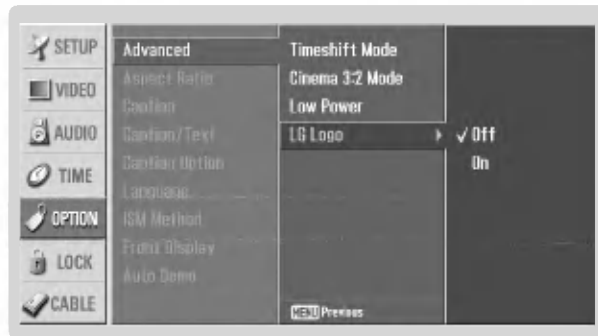 SETUP
VIDEO
AUDIO
TIME
OPTION
LOCK
CABLE
Advanced
Aspect Ratio
Caption
Caption/Text
Caption Option
Language
ISM Method
Front Display
Auto Demo
Timeshift Mode
Cinema 3:2 Mode
Low Power
LG Logo
MENU Previous
✓ Off
On